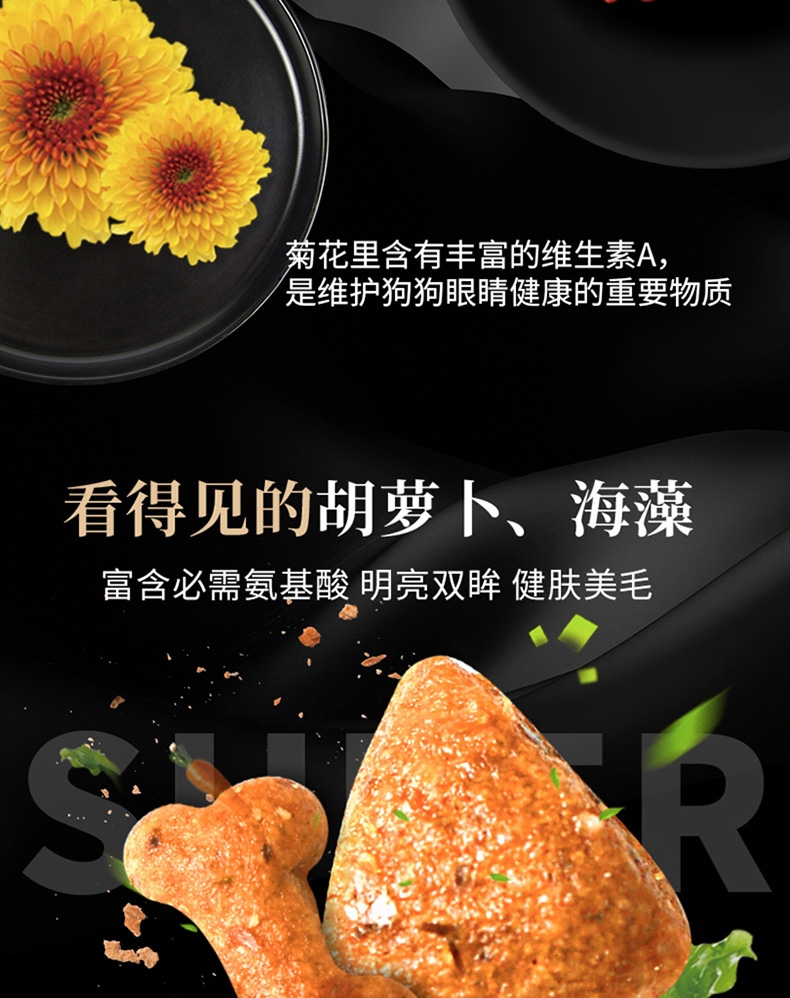 菊花里含有丰富的维生素A，
是维护狗狗眼睛健康的重要物质
看得见的胡萝卜、海藻
富含必需氨基酸 明亮双眸 健肤美毛
SUPER